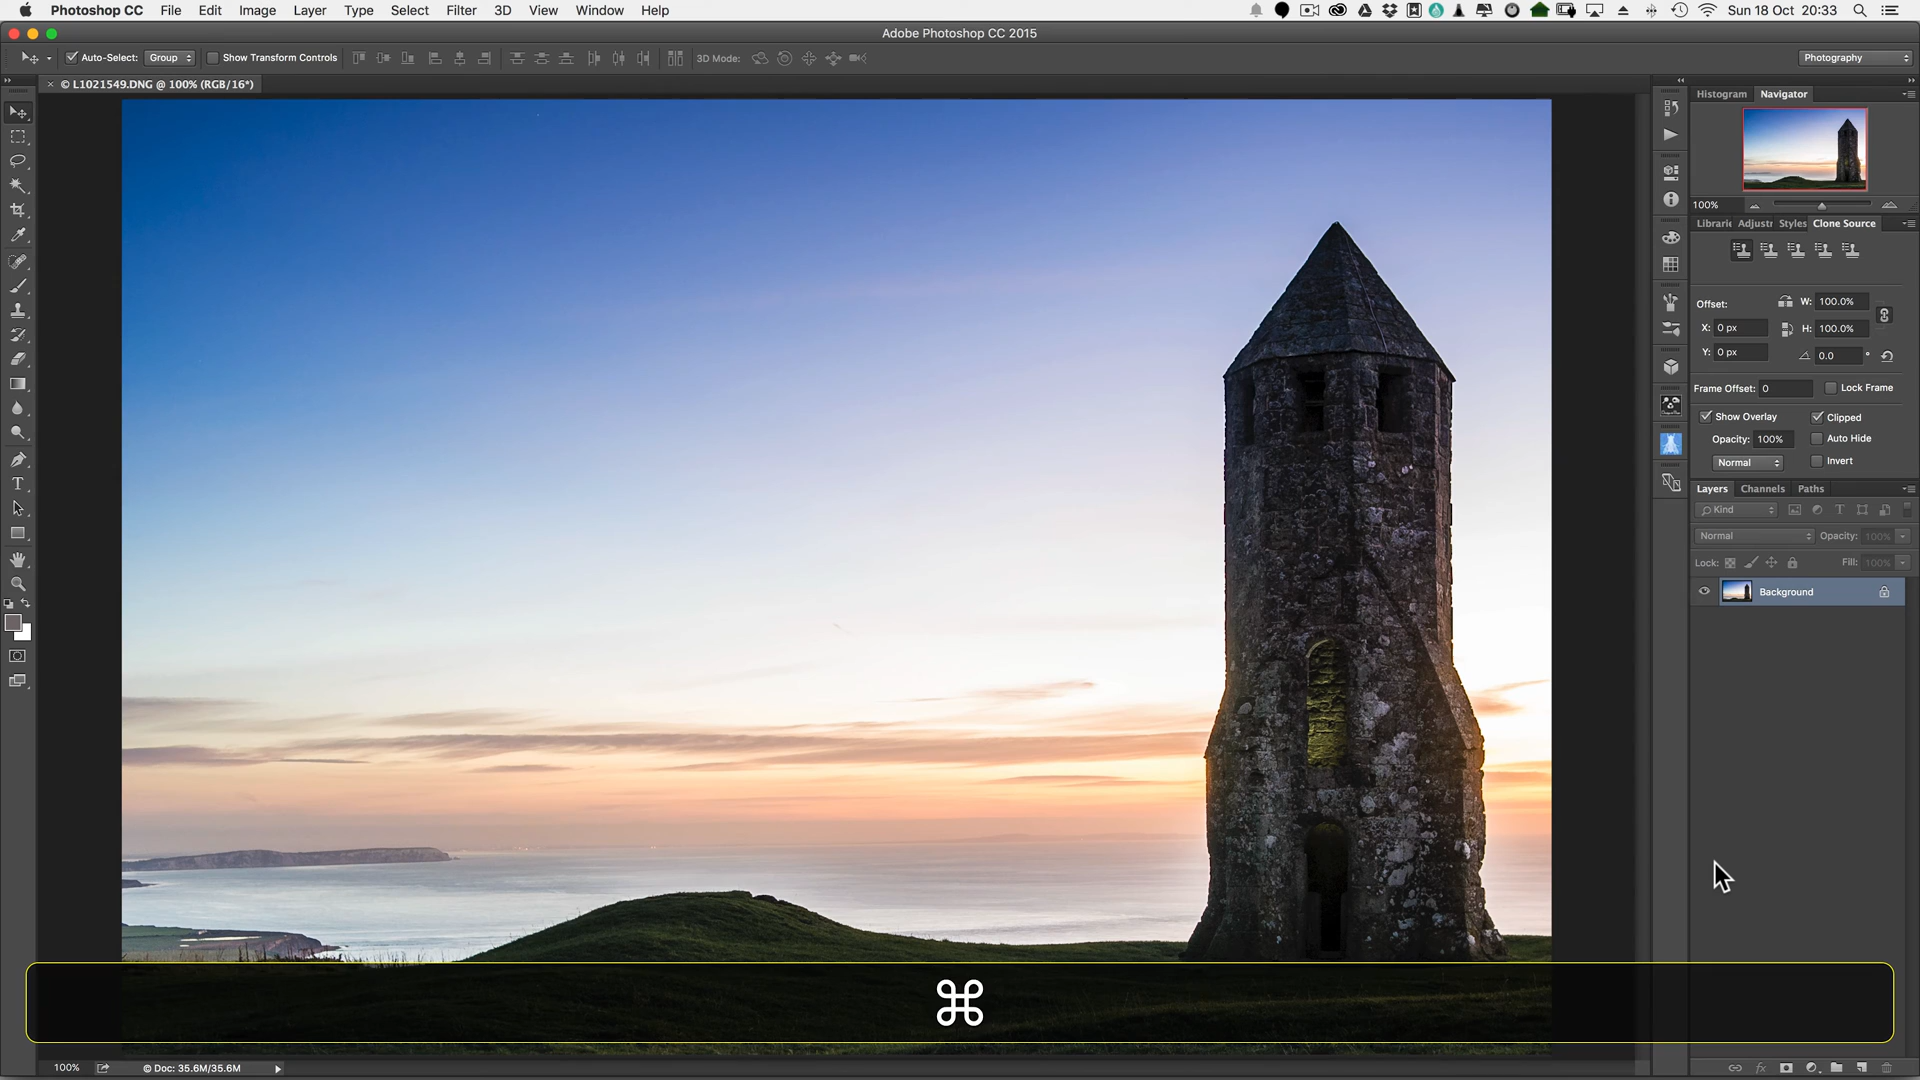 Photoshop CC File Edit Image Layer Type Select Filter 3D View Window Help Sun 18 Oct 20:33
Adobe Photoshop CC 2015
Auto-Select: Group Show Transform Controls 3D Mode: Photography
× © L1021549.DNG @ 100% (RGB/16*)
Histogram Navigator
100%
Librari Adjustr Styles Clone Source
Offset: W: 100.0%
X: 0 px H: 100.0%
Y: 0 px 0.0 °
Frame Offset: 0 Lock Frame
Show Overlay Clipped
Opacity: 100% Auto Hide
Normal Invert
Layers Channels Paths
Kind
Normal Opacity: 100%
Lock: Fill: 100%
Background
⌘
100% © Doc: 35.6M/35.6M